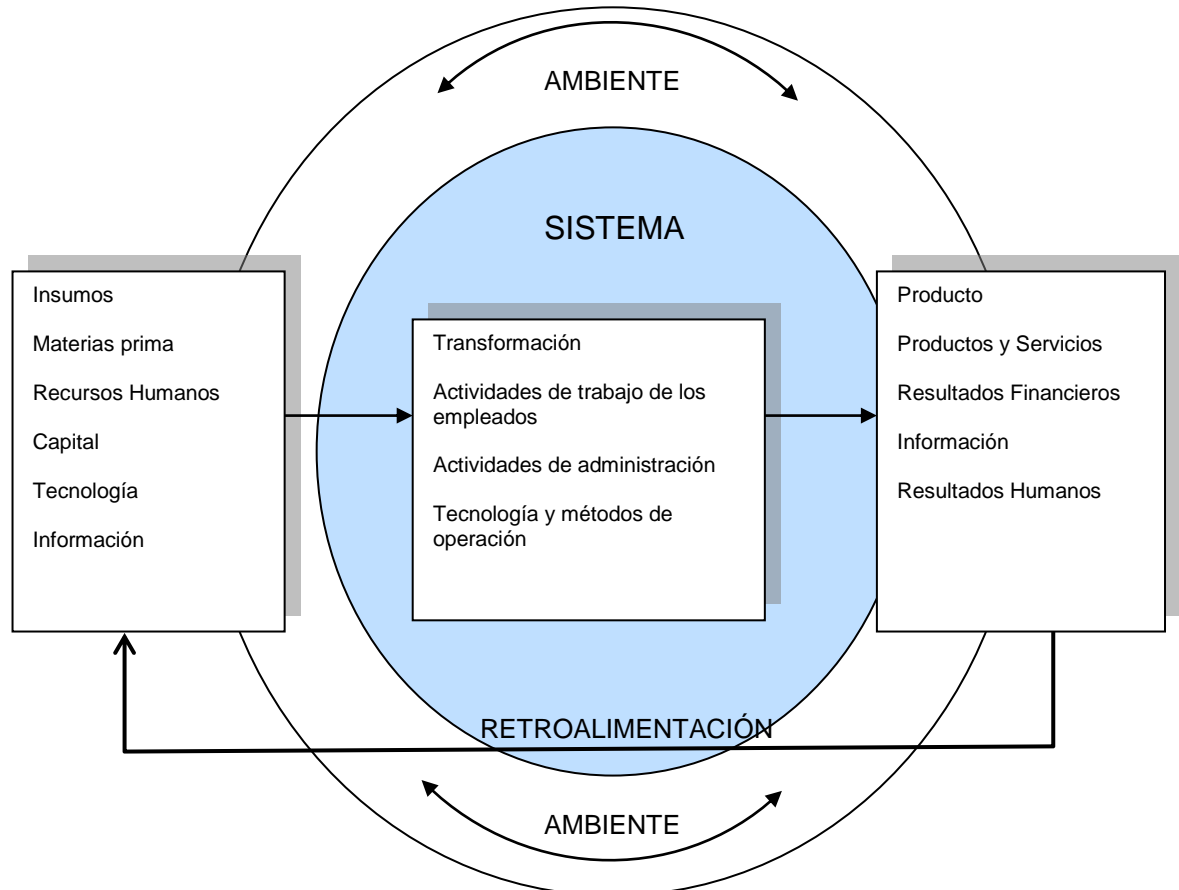 AMBIENTE
SISTEMA
Insumos
Materias prima
Recursos Humanos
Capital
Tecnología
Información
Transformación
Actividades de trabajo de los
empleados
Actividades de administración
Tecnología y métodos de
operación
Producto
Productos y Servicios
Resultados Financieros
Información
Resultados Humanos
RETROALIMENTACIÓN
AMBIENTE